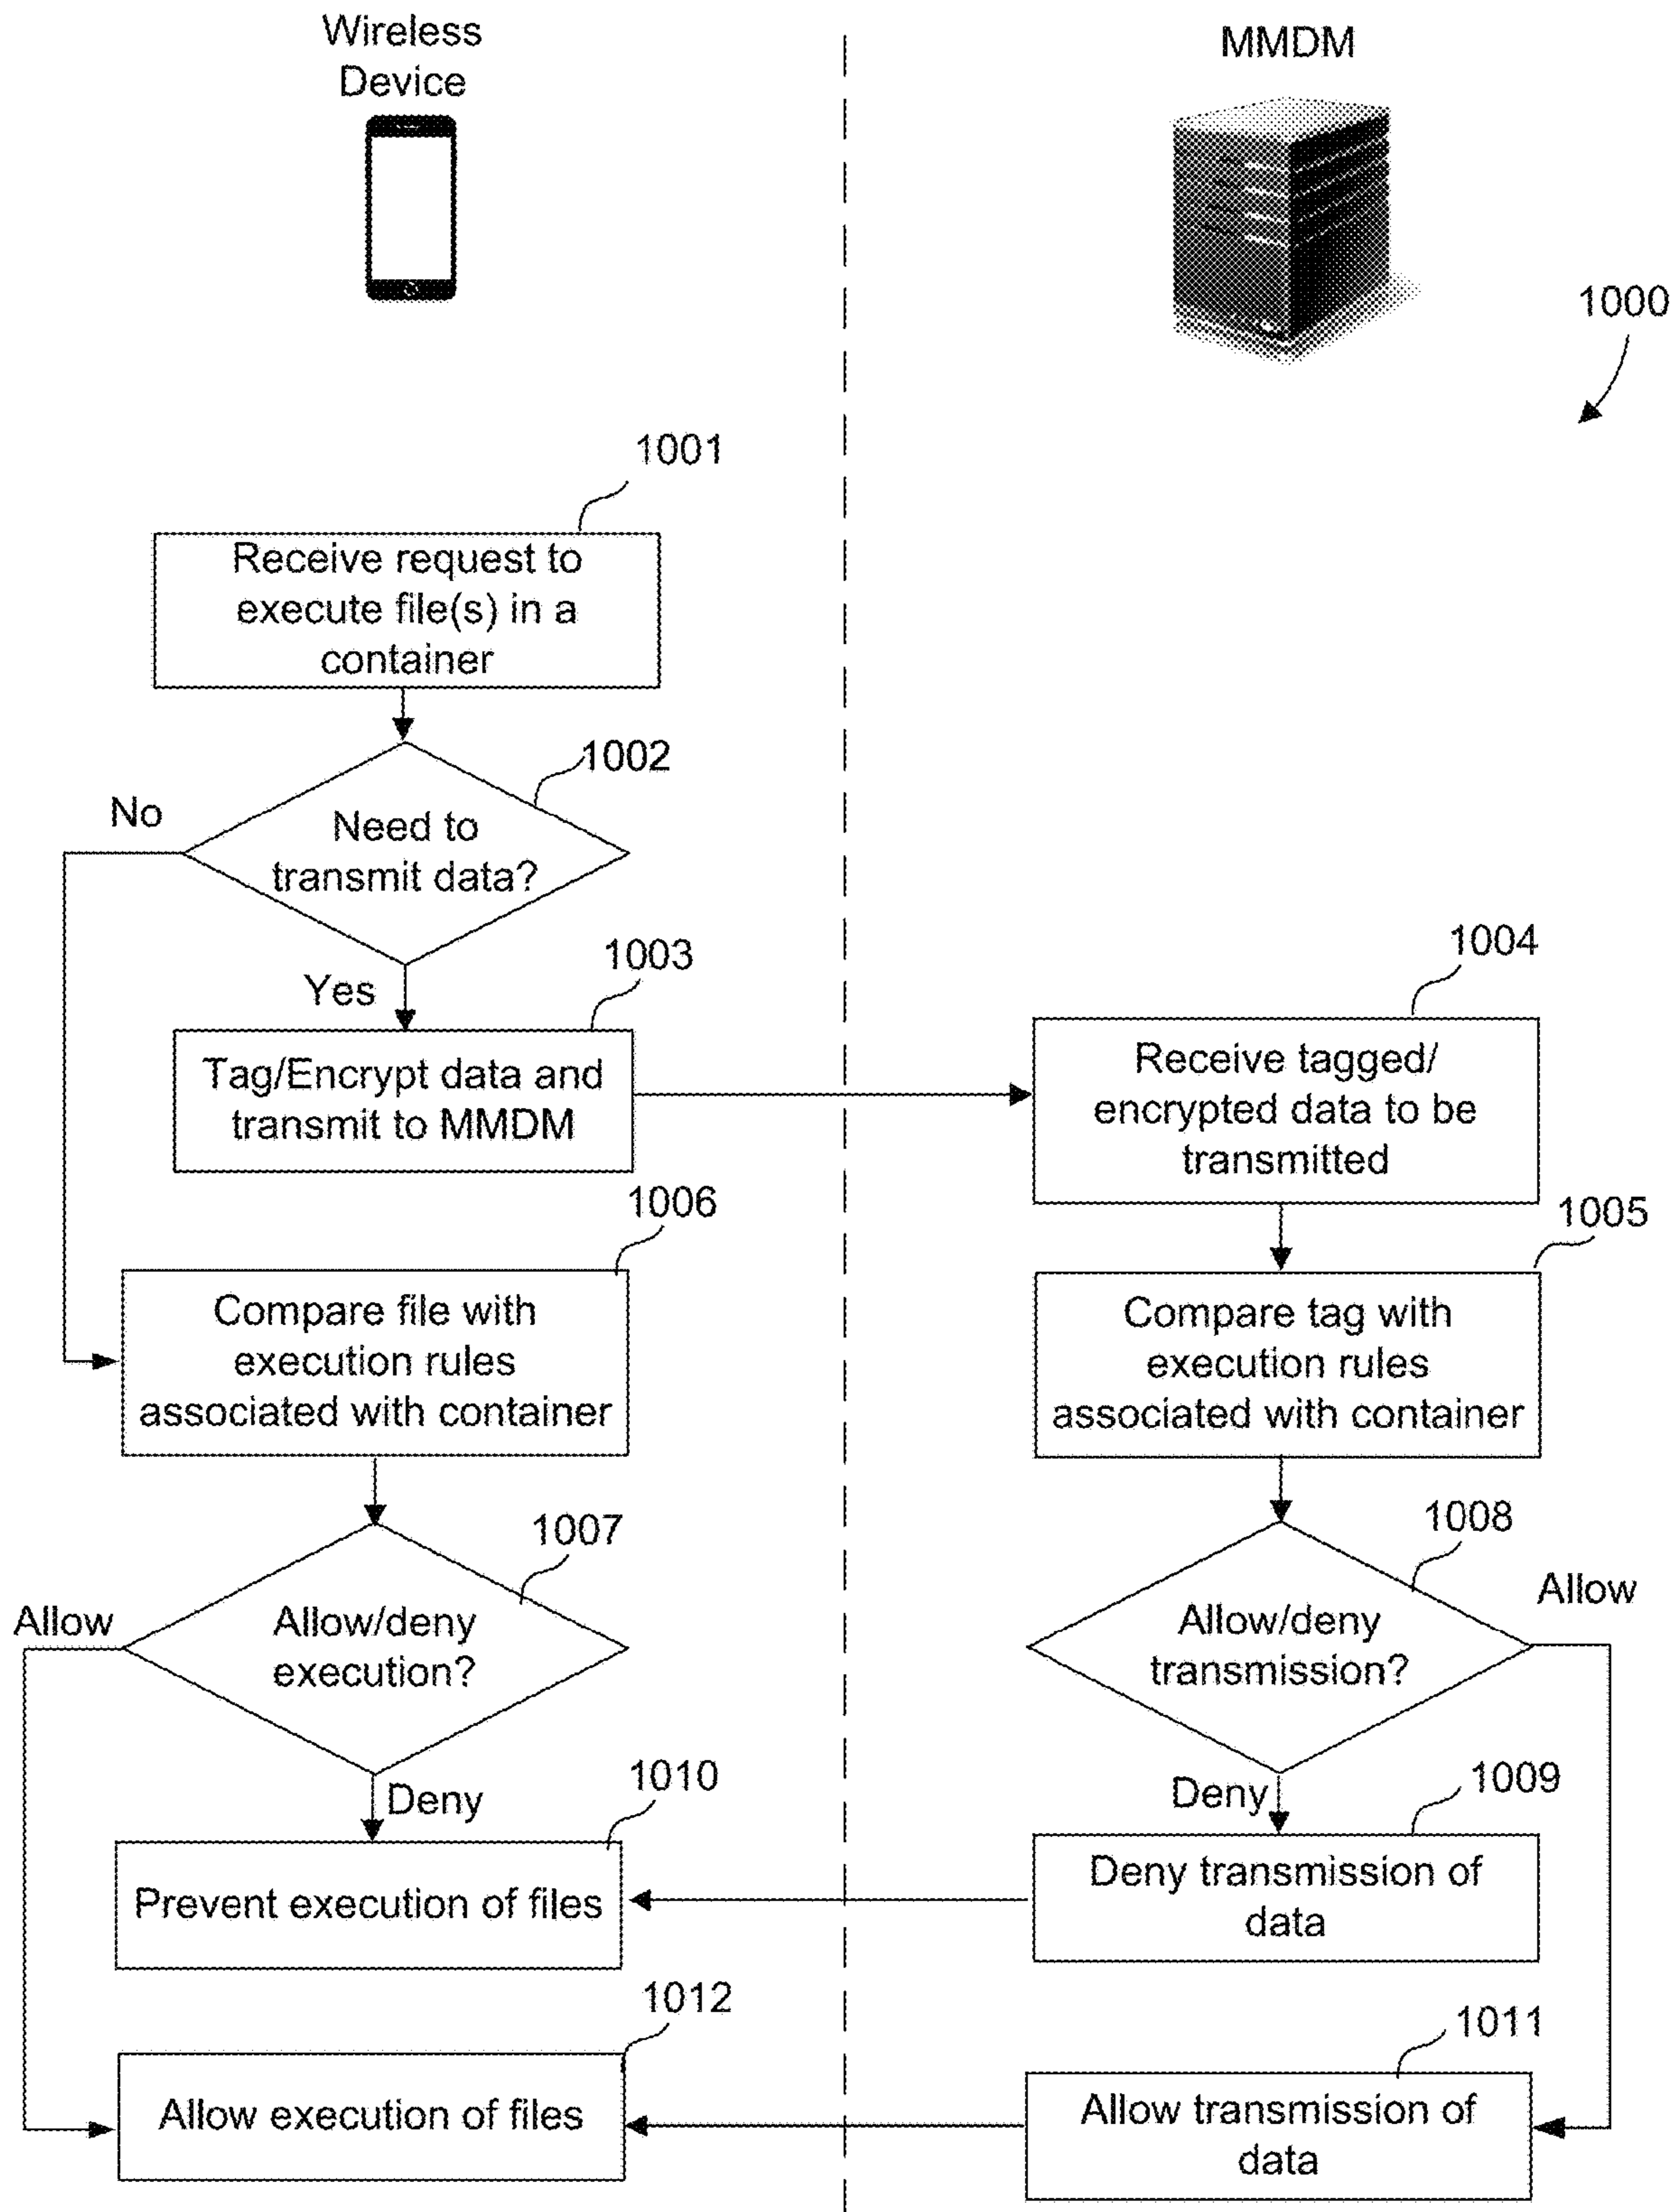 Wireless
Device
MMDM
1000
1001
Receive request to
execute file(s) in a
container
1002
No
Need to
transmit data?
Yes
1003
Tag/Encrypt data and
transmit to MMDM
1004
Receive tagged/
encrypted data to be
transmitted
1006
Compare file with
execution rules
associated with container
1005
Compare tag with
execution rules
associated with container
1007
Allow
Allow/deny
execution?
Deny
1008
Allow
Allow/deny
transmission?
Deny
1010
Prevent execution of files
1009
Deny transmission of
data
1012
Allow execution of files
1011
Allow transmission of
data